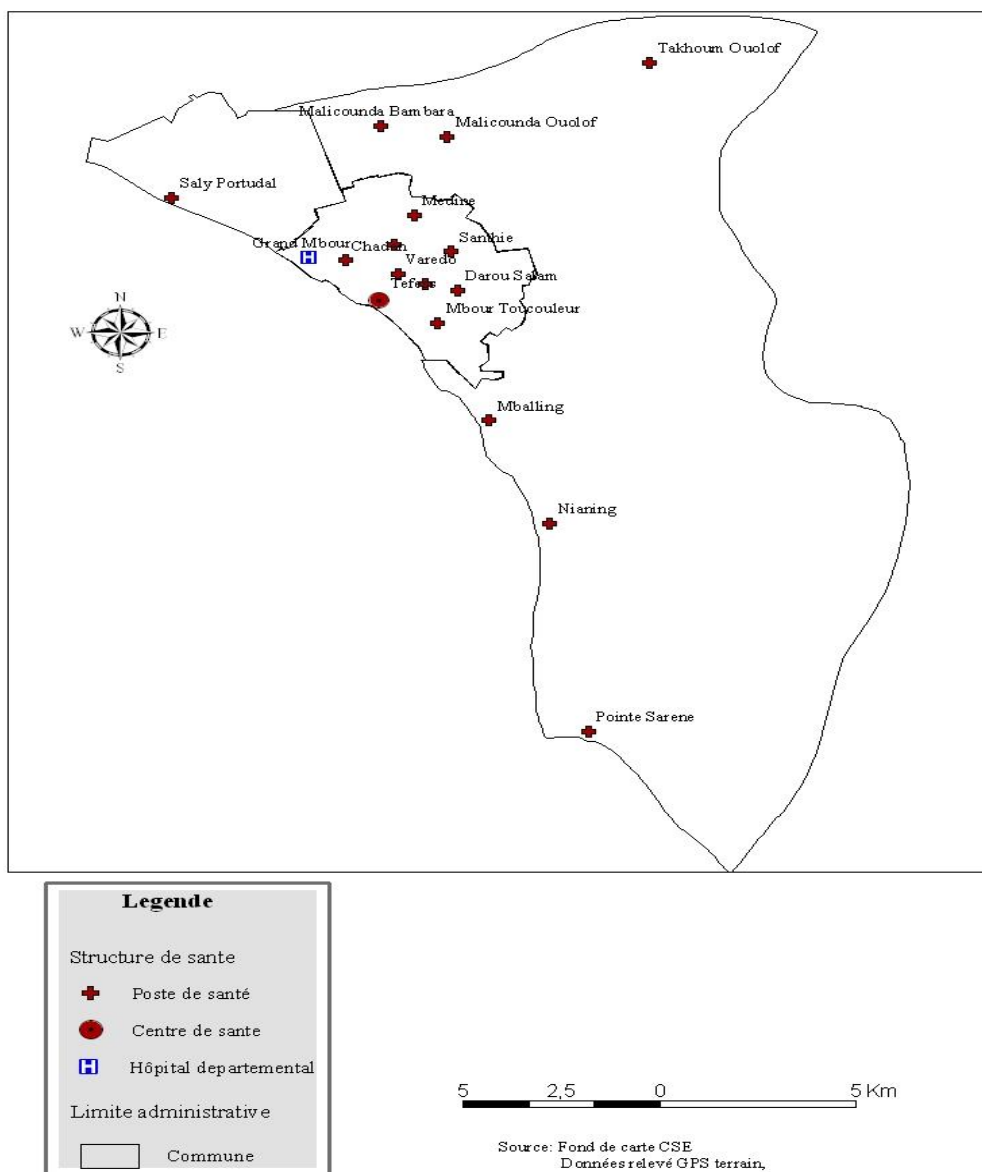 Takhoum Ouolof
Malicounda Bambara
Malicounda Ouolof
Saly Portudal
Medine
Santhie
Grand Mbour
Varedo
Darou Salam
Mbour Toucouleur
N
W
E
S
Mballing
Nianing
Pointe Sarene
Legende
Structure de sante
Poste de santé
Centre de sante
Hôpital departemental
Limite administrative
Commune
5 2,5 0 5 Km
Source: Fond de carte CSE
Données relevé GPS terrain,